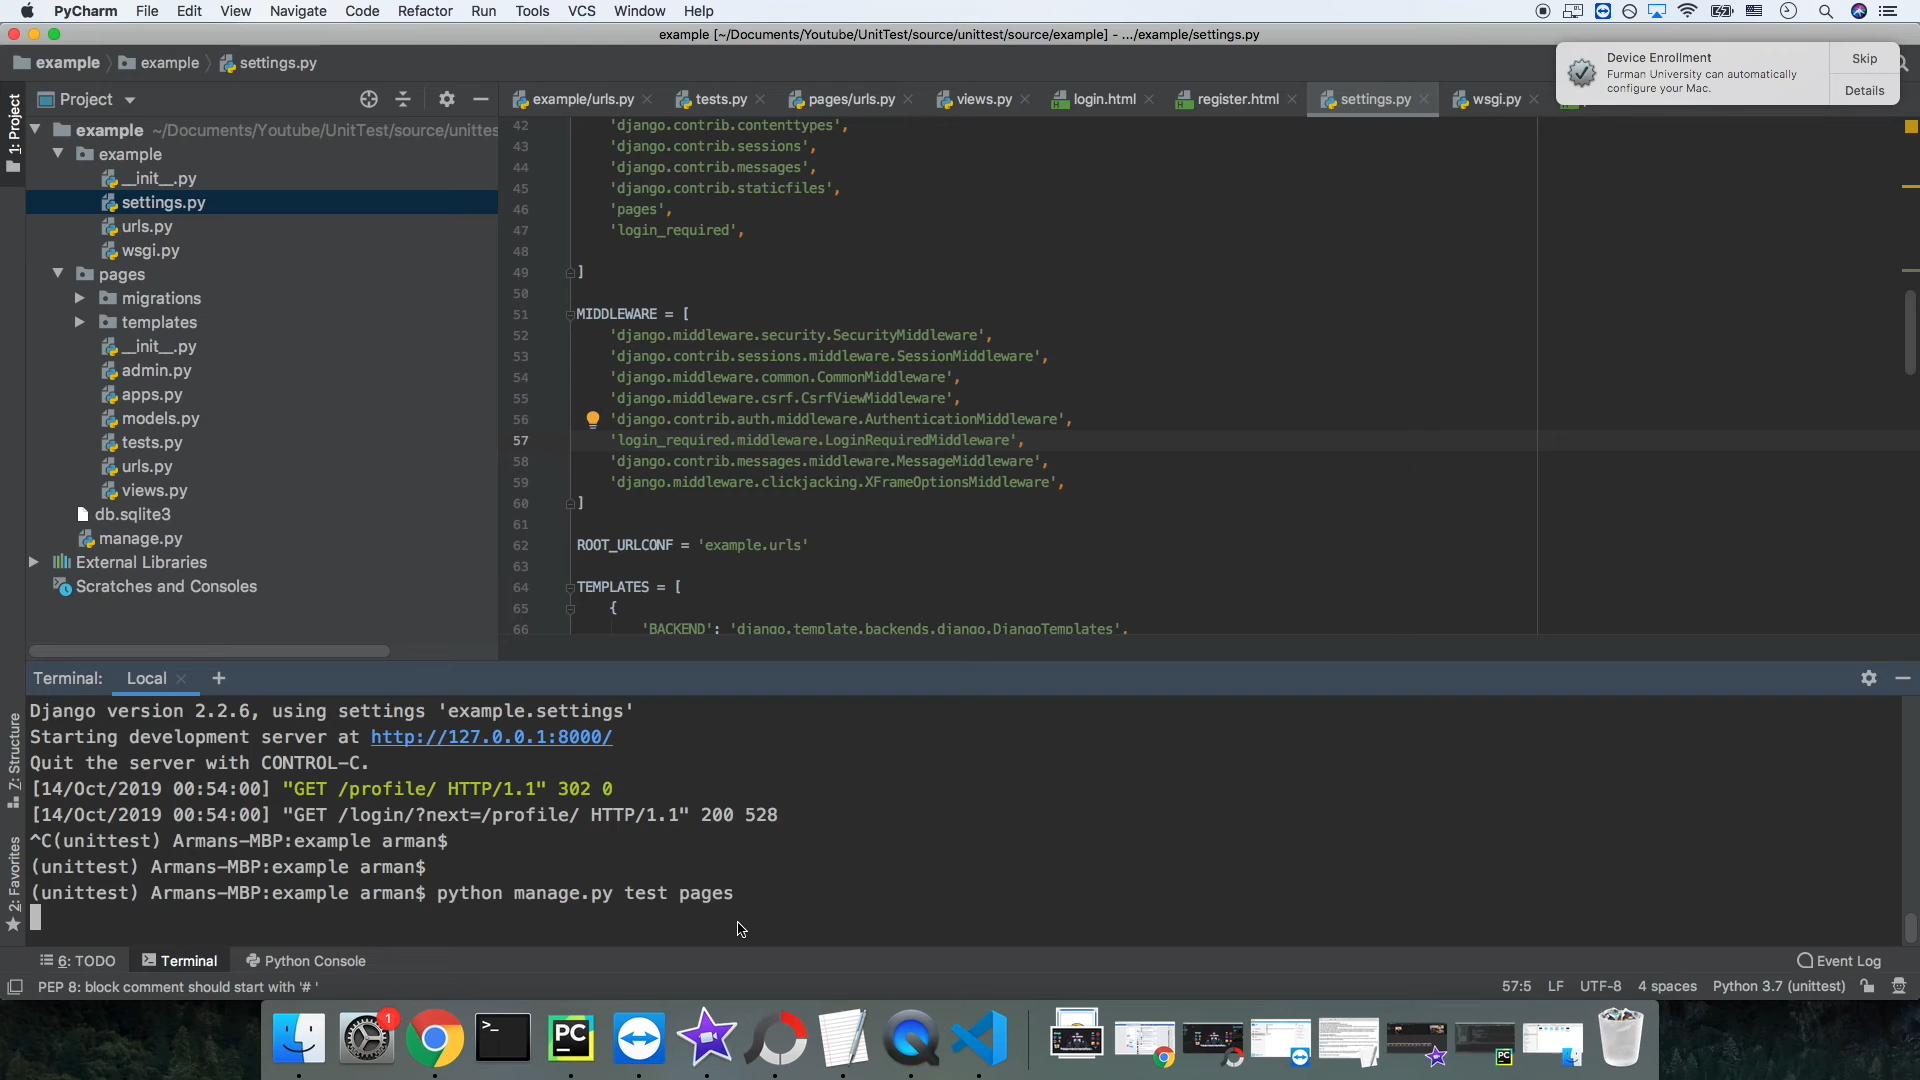 PyCharm File Edit View Navigate Code Refactor Run Tools VCS Window Help
example [~/Documents/Youtube/UnitTest/source/unittest/source/example] - .../example/settings.py
example example settings.py
Device Enrollment
Furman University can automatically
configure your Mac.
Skip
Details
Project
example/urls.py tests.py pages/urls.py views.py login.html register.html settings.py wsgi.py
1: Project
example ~/Documents/Youtube/UnitTest/source/unittes
example
__init__.py
settings.py
urls.py
wsgi.py
pages
migrations
templates
__init__.py
admin.py
apps.py
models.py
tests.py
urls.py
views.py
db.sqlite3
manage.py
External Libraries
Scratches and Consoles
42 'django.contrib.contenttypes',
43 'django.contrib.sessions',
44 'django.contrib.messages',
45 'django.contrib.staticfiles',
46 'pages',
47 'login_required',
48
49 ]
50
51 MIDDLEWARE = [
52 'django.middleware.security.SecurityMiddleware',
53 'django.contrib.sessions.middleware.SessionMiddleware',
54 'django.middleware.common.CommonMiddleware',
55 'django.middleware.csrf.CsrfViewMiddleware',
56 'django.contrib.auth.middleware.AuthenticationMiddleware',
57 'login_required.middleware.LoginRequiredMiddleware',
58 'django.contrib.messages.middleware.MessageMiddleware',
59 'django.middleware.clickjacking.XFrameOptionsMiddleware',
60 ]
61
62 ROOT_URLCONF = 'example.urls'
63
64 TEMPLATES = [
65 {
66 'BACKEND': 'django.template.backends.django.DjangoTemplates',
Terminal: Local +
Z: Structure
2: Favorites
Django version 2.2.6, using settings 'example.settings'
Starting development server at http://127.0.0.1:8000/
Quit the server with CONTROL-C.
[14/Oct/2019 00:54:00] "GET /profile/ HTTP/1.1" 302 0
[14/Oct/2019 00:54:00] "GET /login/?next=/profile/ HTTP/1.1" 200 528
^C(unittest) Armans-MBP:example arman$
(unittest) Armans-MBP:example arman$
(unittest) Armans-MBP:example arman$ python manage.py test pages
6: TODO Terminal Python Console Event Log
PEP 8: block comment should start with '# ' 57:5 LF UTF-8 4 spaces Python 3.7 (unittest)
1
PC
PC